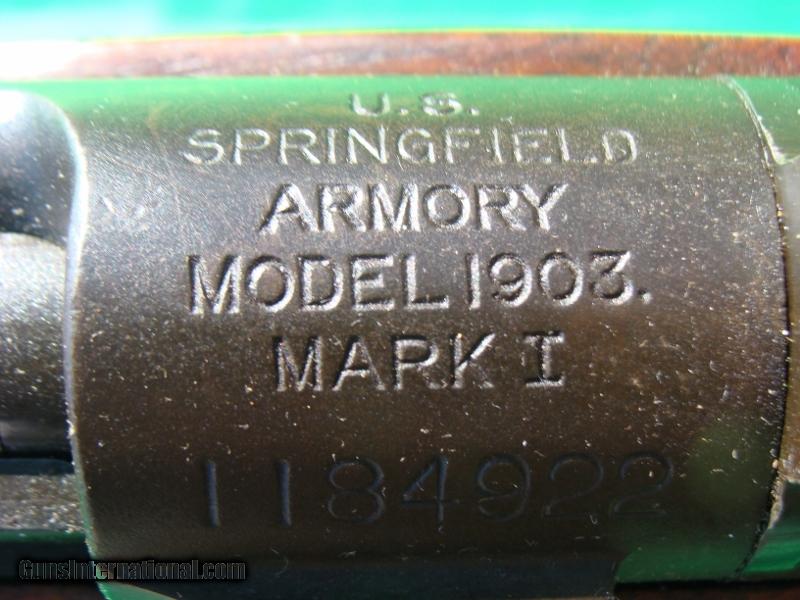 U.S.
SPRINGFIELD
ARMORY
MODEL 1903.
MARK I
1184922
GunsInternational.com